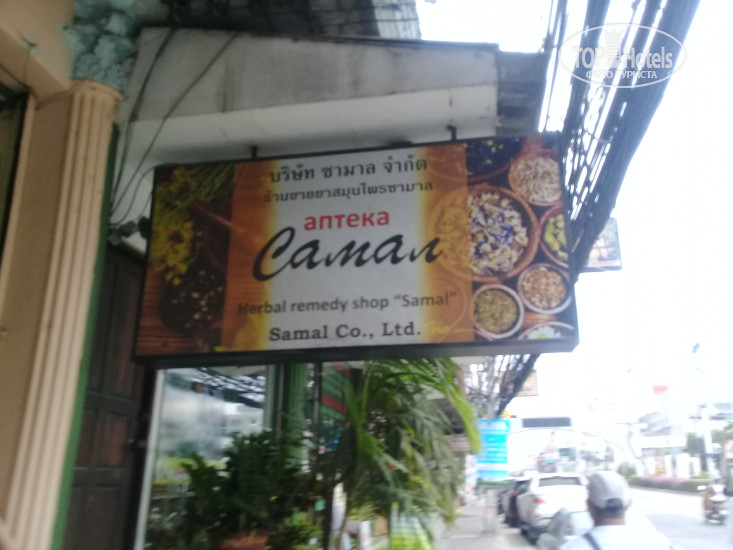 TOP Hotels
ФОТО ТУРИСТА
บริษัท ซามาล จำกัด
ร้านขายยาสมุนไพรซามาล
аптека
Самал
Herbal remedy shop “Samal”
Samal Co., Ltd.